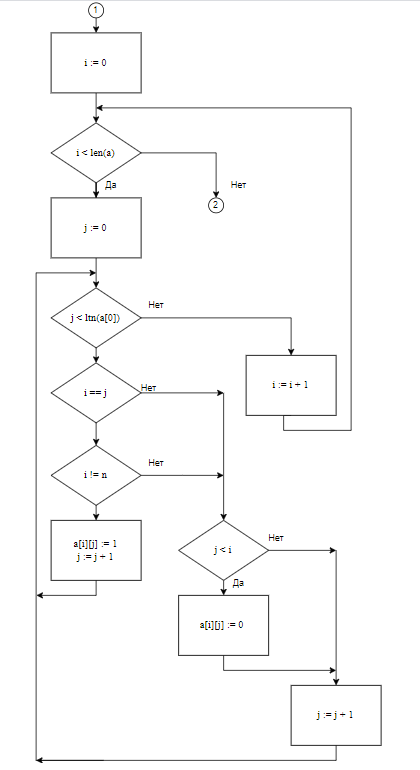 1
i := 0
i < len(a)
Да
Нет
2
j := 0
j < ltn(a[0])
Нет
i := i + 1
i == j
Нет
i != n
Нет
a[i][j] := 1
j := j + 1
j < i
Нет
Да
a[i][j] := 0
j := j + 1